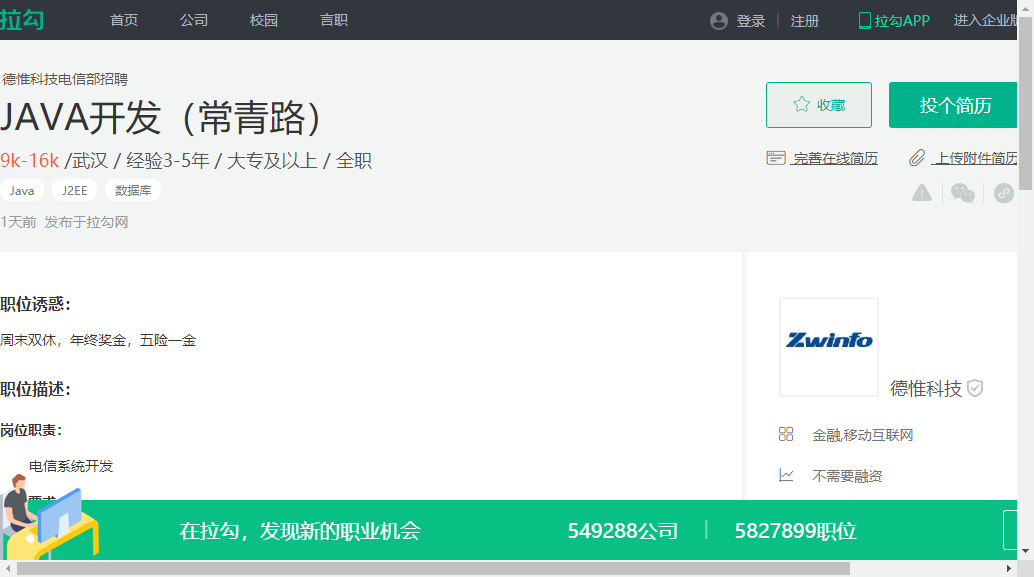 拉勾 首页 公司 校园 言职 登录 注册 拉勾APP 进入企业版
德惟科技电信部招聘
JAVA开发（常青路）
收藏 投个简历
9k-16k /武汉 / 经验3-5年 / 大专及以上 / 全职
完善在线简历 上传附件简历
Java J2EE 数据库
1天前 发布于拉勾网
职位诱惑：
周末双休，年终奖金，五险一金
Zwinfo
德惟科技
职位描述：
岗位职责：
金融,移动互联网
电信系统开发
不需要融资
在拉勾，发现新的职业机会 549288公司 5827899职位